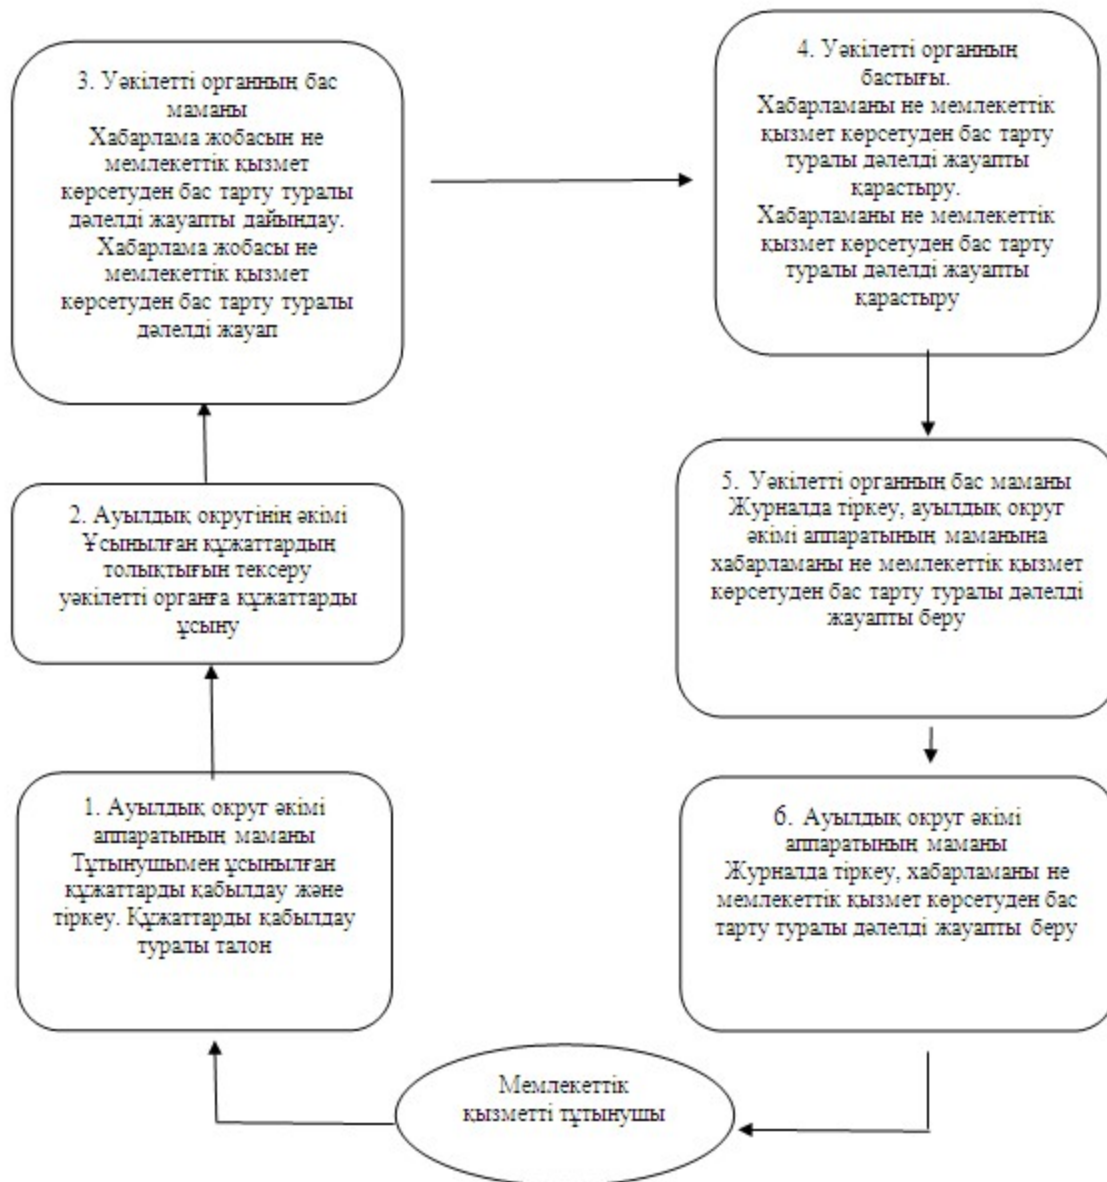 3. Уәкілетті органның бас
маманы
Хабарлама жобасын не
мемлекеттік қызмет
көрсетуден бас тарту туралы
дәлелді жауапты дайындау.
Хабарлама жобасы не
мемлекеттік қызмет
көрсетуден бас тарту туралы
дәлелді жауап
4. Уәкілетті органның
бастығы.
Хабарламаны не мемлекеттік
қызмет көрсетуден бас тарту
туралы дәлелді жауапты
қарастыру.
Хабарламаны не мемлекеттік
қызмет көрсетуден бас тарту
туралы дәлелді жауапты
қарастыру
2. Ауылдық округінің әкімі
Ұсынылған құжаттардың
толықтығын тексеру
уәкілетті органға құжаттарды
ұсыну
5. Уәкілетті органның бас маманы
Журналда тіркеу, ауылдық округ
әкімі аппаратының маманына
хабарламаны не мемлекеттік қызмет
көрсетуден бас тарту туралы дәлелді
жауапты беру
1. Ауылдық округ әкімі
аппаратының маманы
Тұтынушымен ұсынылған
құжаттарды қабылдау және
тіркеу. Құжаттарды қабылдау
туралы талон
6. Ауылдық округ әкімі
аппаратының маманы
Журналда тіркеу, хабарламаны не
мемлекеттік қызмет көрсетуден бас
тарту туралы дәлелді жауапты беру
Мемлекеттік
қызметті тұтынушы